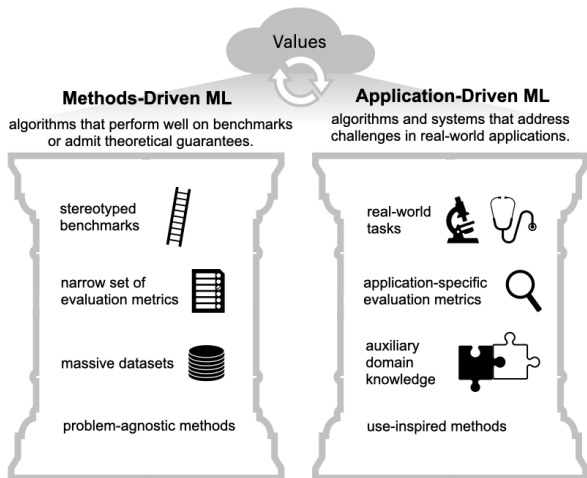 Values
Methods-Driven ML
algorithms that perform well on benchmarks
or admit theoretical guarantees.
stereotyped
benchmarks
narrow set of
evaluation metrics
massive datasets
problem-agnostic methods
Application-Driven ML
algorithms and systems that address
challenges in real-world applications.
real-world
tasks
application-specific
evaluation metrics
auxiliary
domain
knowledge
use-inspired methods